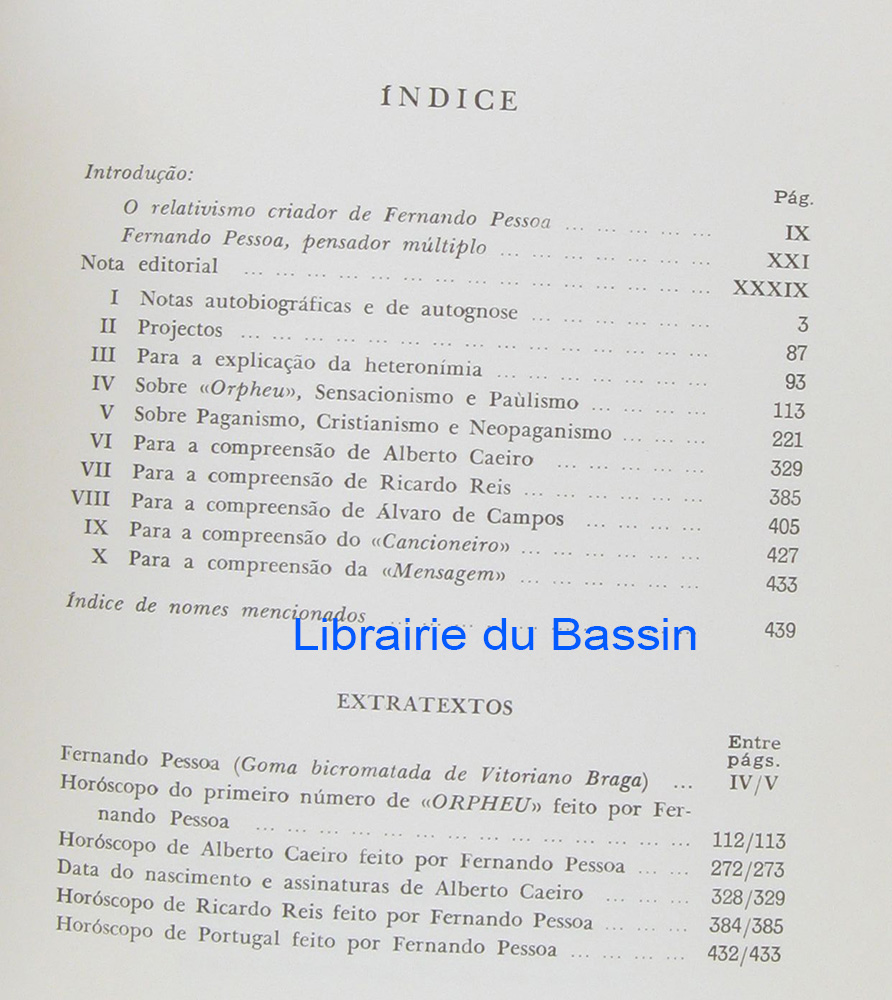 ÍNDICE
Introdução:
Pág.
O relativismo criador de Fernando Pessoa ... ... ... ... ... IX
Fernando Pessoa, pensador múltiplo ... ... ... ... ... ... XXI
Nota editorial ... ... ... ... ... ... ... ... ... ... ... XXXIX
I Notas autobiográficas e de autognose ... ... ... ... ... ... 3
II Projectos ... ... ... ... ... ... ... ... ... ... ... 87
III Para a explicação da heteronímia ... ... ... ... ... ... 93
IV Sobre «Orpheu», Sensacionismo e Paùlismo ... ... ... ... 113
V Sobre Paganismo, Cristianismo e Neopaganismo ... ... ... 221
VI Para a compreensão de Alberto Caeiro ... ... ... ... ... 329
VII Para a compreensão de Ricardo Reis ... ... ... ... ... ... 385
VIII Para a compreensão de Álvaro de Campos ... ... ... ... 405
IX Para a compreensão do «Cancioneiro» ... ... ... ... ... ... 427
X Para a compreensão da «Mensagem» ... ... ... ... ... ... 433
Índice de nomes mencionados ... ... ... ... ... ... ... ... 439
Librairie du Bassin
EXTRATEXTOS
Entre
págs.
Fernando Pessoa (Goma bicromatada de Vitoriano Braga) ... IV/V
Horóscopo do primeiro número de «ORPHEU» feito por Fer-
nando Pessoa ... ... ... ... ... ... ... ... ... ... ... 112/113
Horóscopo de Alberto Caeiro feito por Fernando Pessoa ... ... 272/273
Data do nascimento e assinaturas de Alberto Caeiro ... ... ... 328/329
Horóscopo de Ricardo Reis feito por Fernando Pessoa ... ... ... 384/385
Horóscopo de Portugal feito por Fernando Pessoa ... ... ... ... 432/433